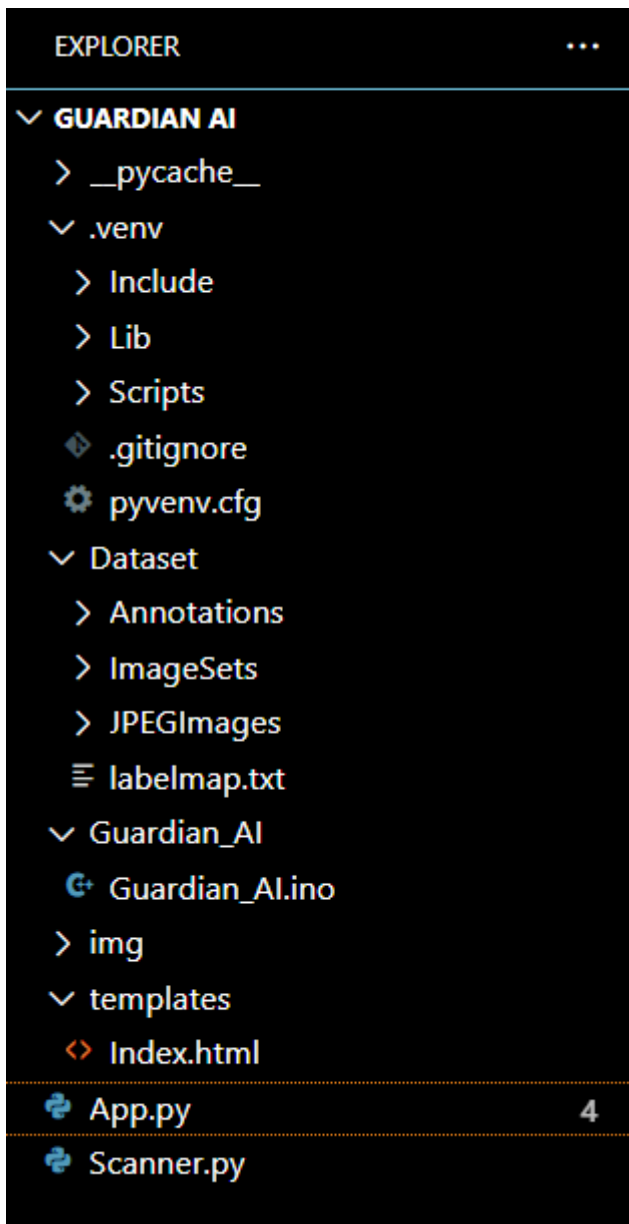 EXPLORER ...
GUARDIAN AI
__pycache__
.venv
Include
Lib
Scripts
.gitignore
pyvenv.cfg
Dataset
Annotations
ImageSets
JPEGImages
labelmap.txt
Guardian_AI
Guardian_AI.ino
img
templates
Index.html
App.py 4
Scanner.py